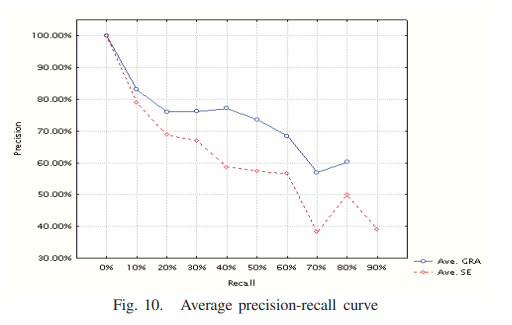 100.00%
90.00%
80.00%
70.00%
60.00%
50.00%
40.00%
30.00%
Precision
0% 10% 20% 30% 40% 50% 60% 70% 80% 90%
Recall
Ave. GRA
Ave. SE
Fig. 10. Average precision-recall curve